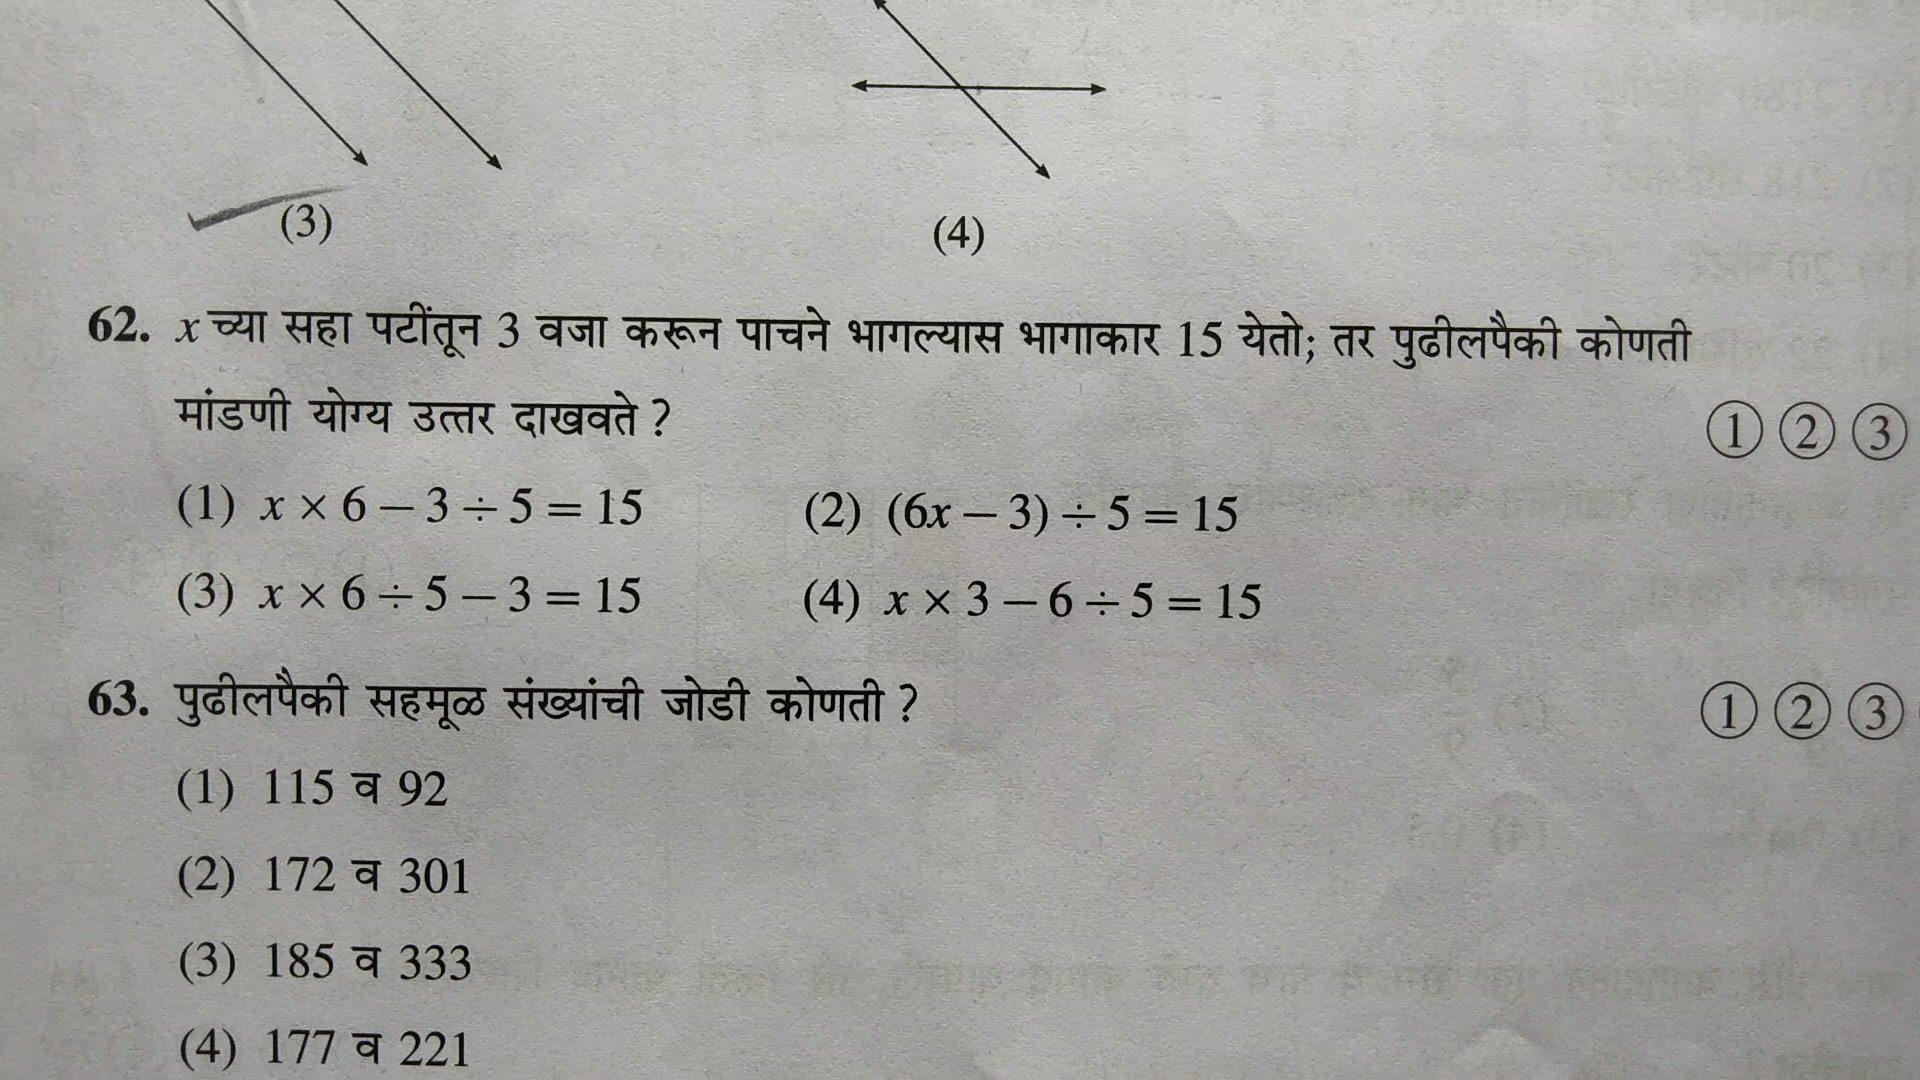 (3) (4)
62. x च्या सहा पटींतून 3 वजा करून पाचने भागल्यास भागाकार 15 येतो; तर पुढीलपैकी कोणती
मांडणी योग्य उत्तर दाखवते ? ① ② ③
(1) x × 6 – 3 ÷ 5 = 15 (2) (6x – 3) ÷ 5 = 15
(3) x × 6 ÷ 5 – 3 = 15 (4) x × 3 – 6 ÷ 5 = 15
63. पुढीलपैकी सहमूळ संख्यांची जोडी कोणती ? ① ② ③
(1) 115 व 92
(2) 172 व 301
(3) 185 व 333
(4) 177 व 221